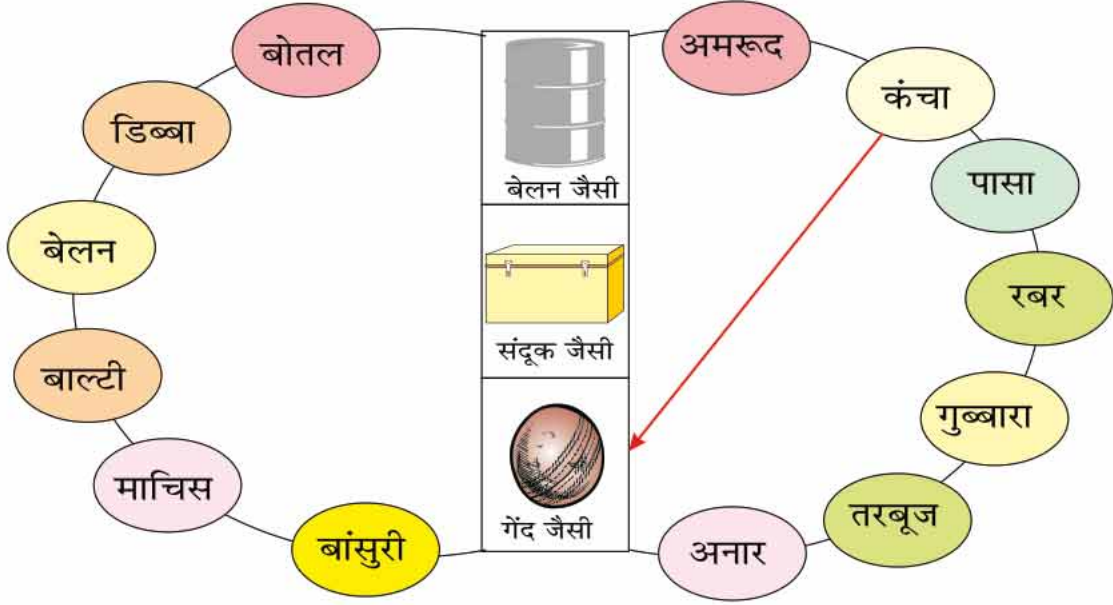 बोतल
डिब्बा
बेलन
बाल्टी
माचिस
बांसुरी
बेलन जैसी
संदूक जैसी
गेंद जैसी
अमरूद
कंचा
पासा
रबर
गुब्बारा
तरबूज
अनार